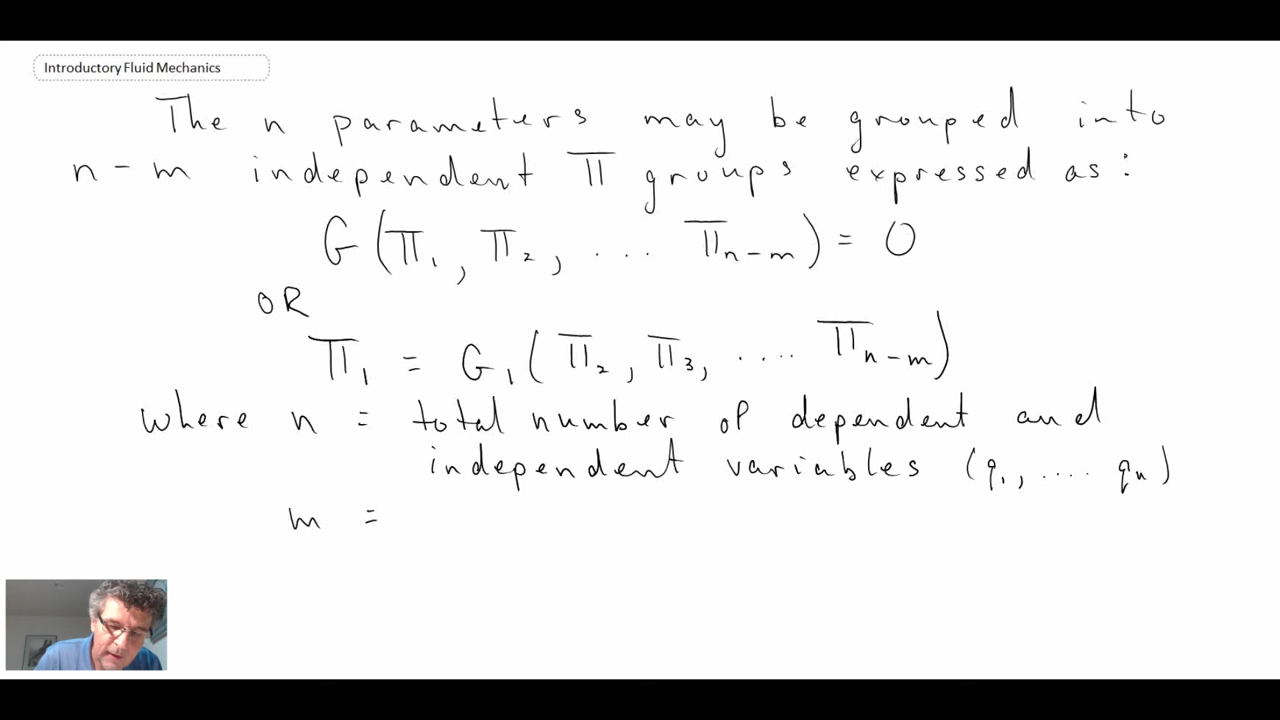 Introductory Fluid Mechanics
The n parameters may be grouped into
n-m independent π groups expressed as:
G(π₁, π₂, ... πₙ₋ₘ) = 0
OR
π₁ = G₁(π₂, π₃, .... πₙ₋ₘ)
where n = total number of dependent and
independent variables (q₁, .... qₙ)
m =